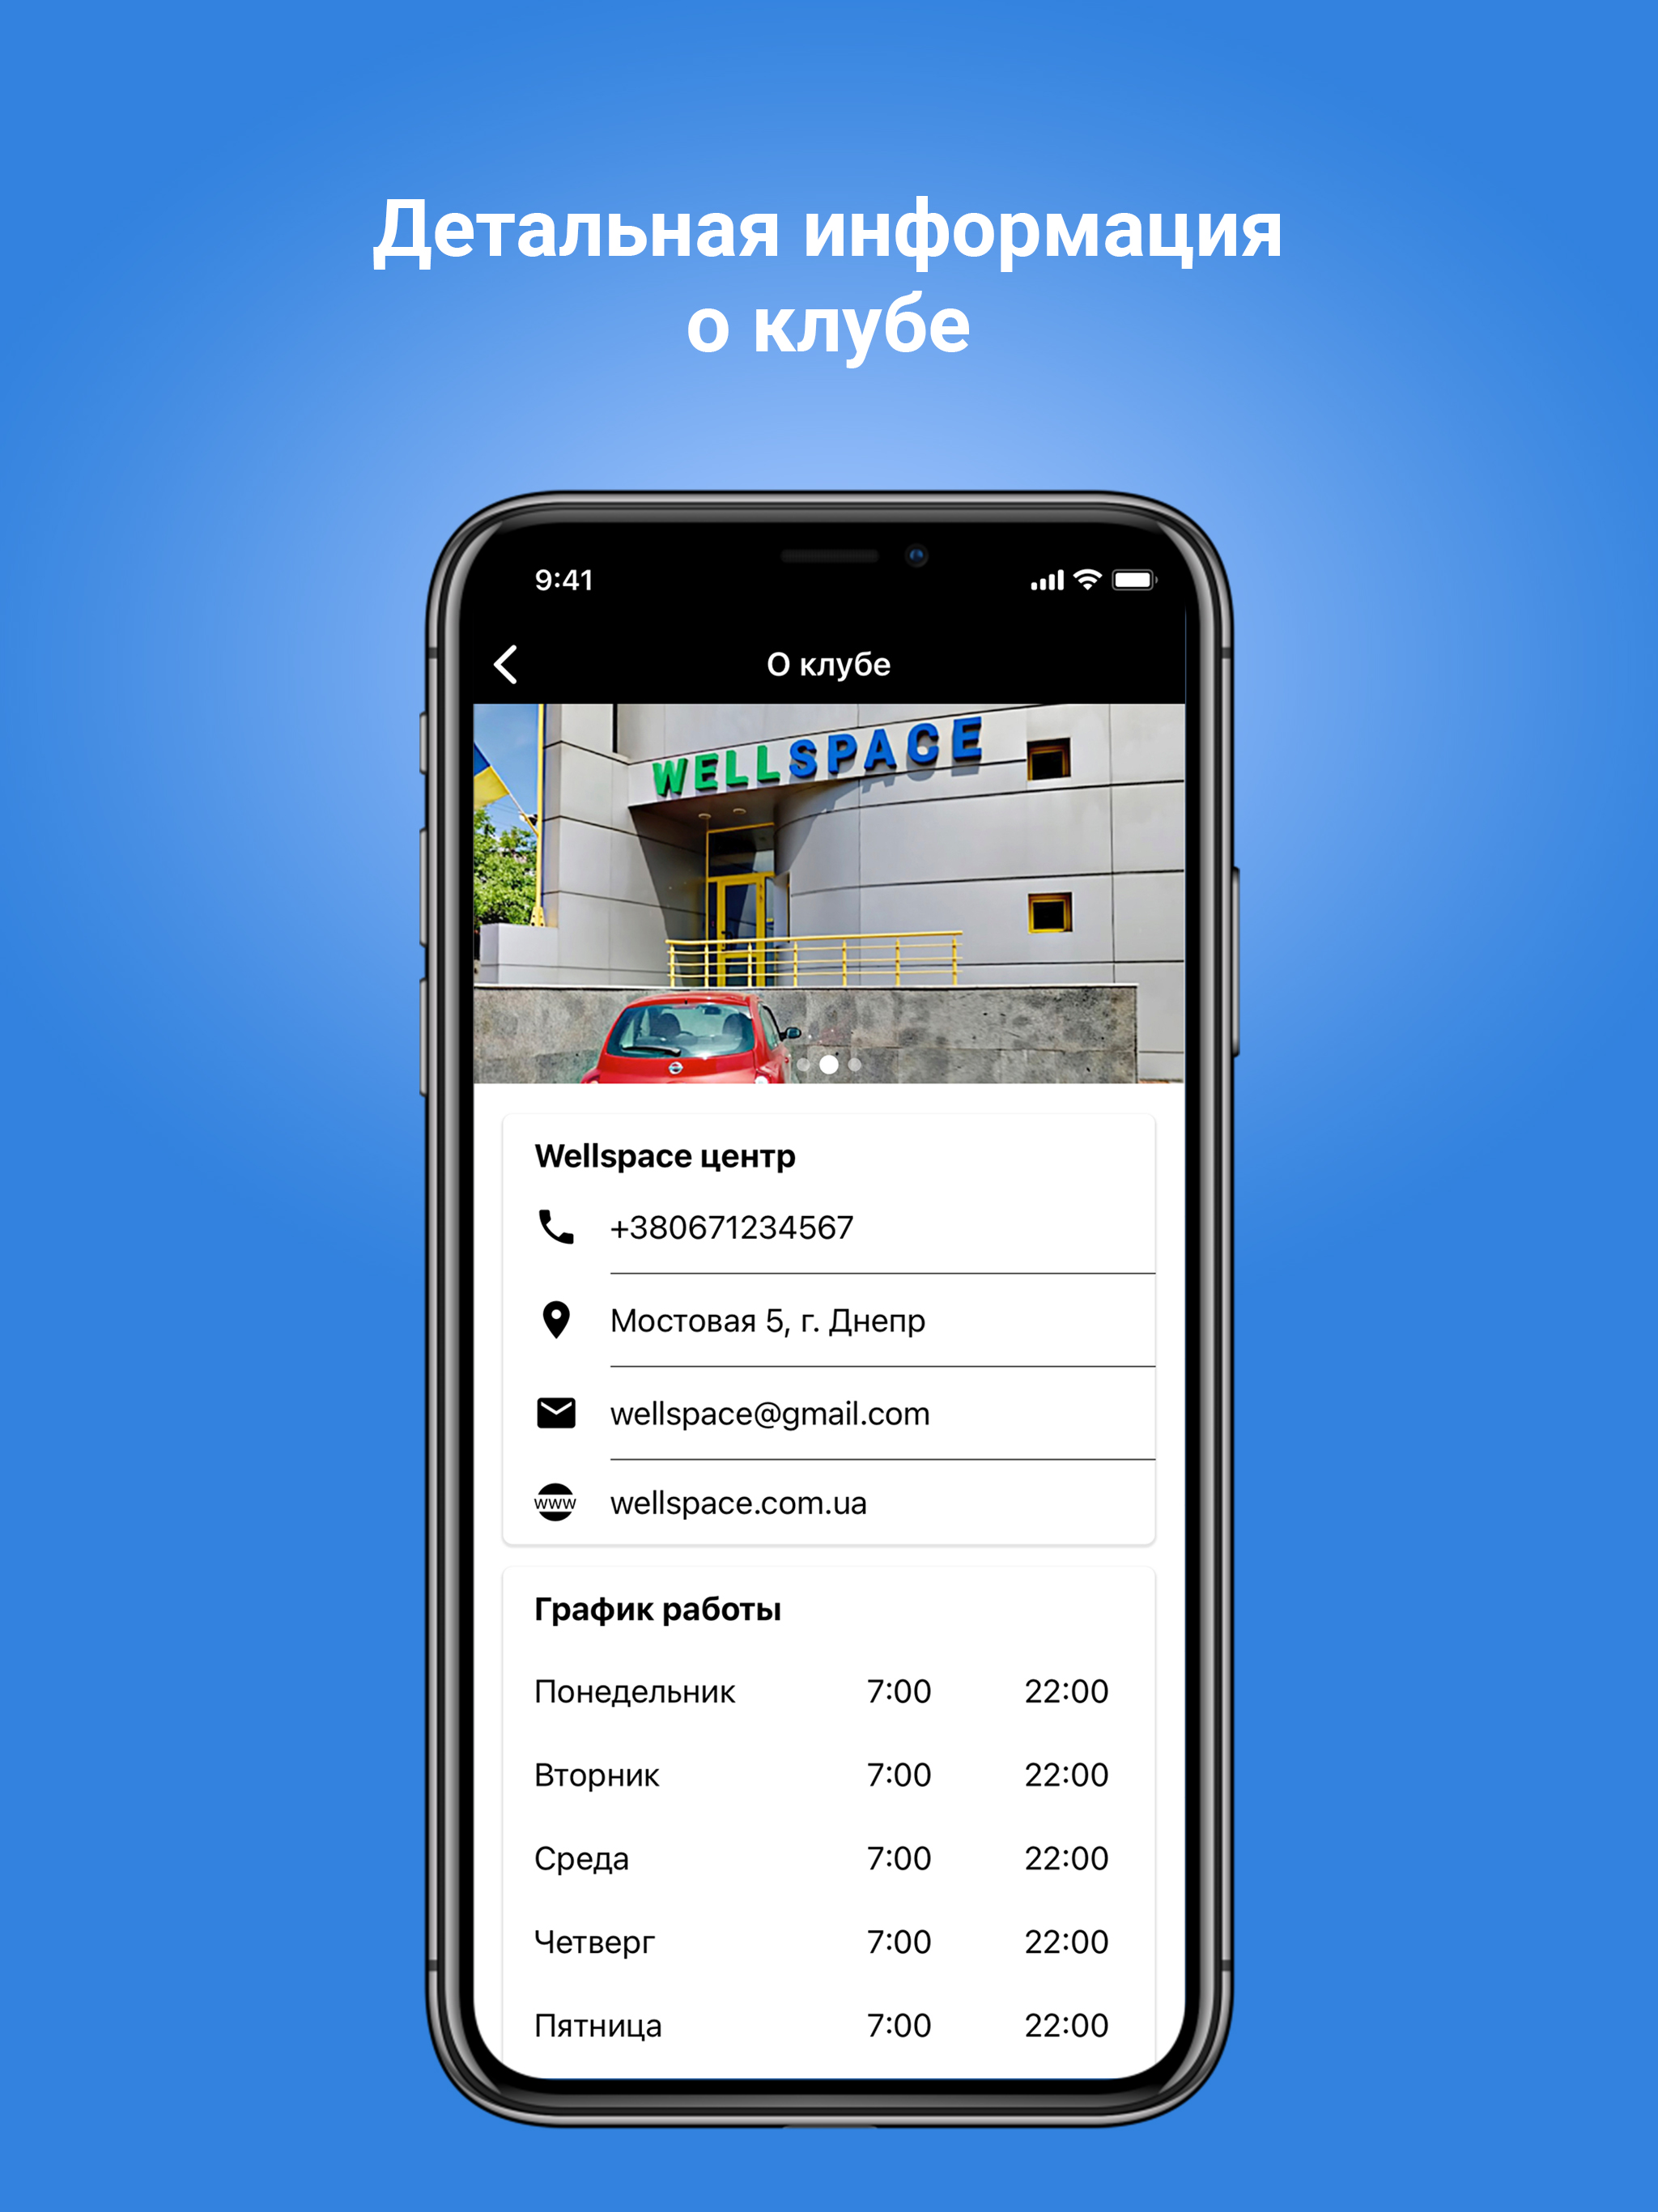 Детальная информация
о клубе
9:41
О клубе
WELLSPACE
Wellspace центр
+380671234567
Мостовая 5, г. Днепр
wellspace@gmail.com
www wellspace.com.ua
График работы
Понедельник 7:00 22:00
Вторник 7:00 22:00
Среда 7:00 22:00
Четверг 7:00 22:00
Пятница 7:00 22:00